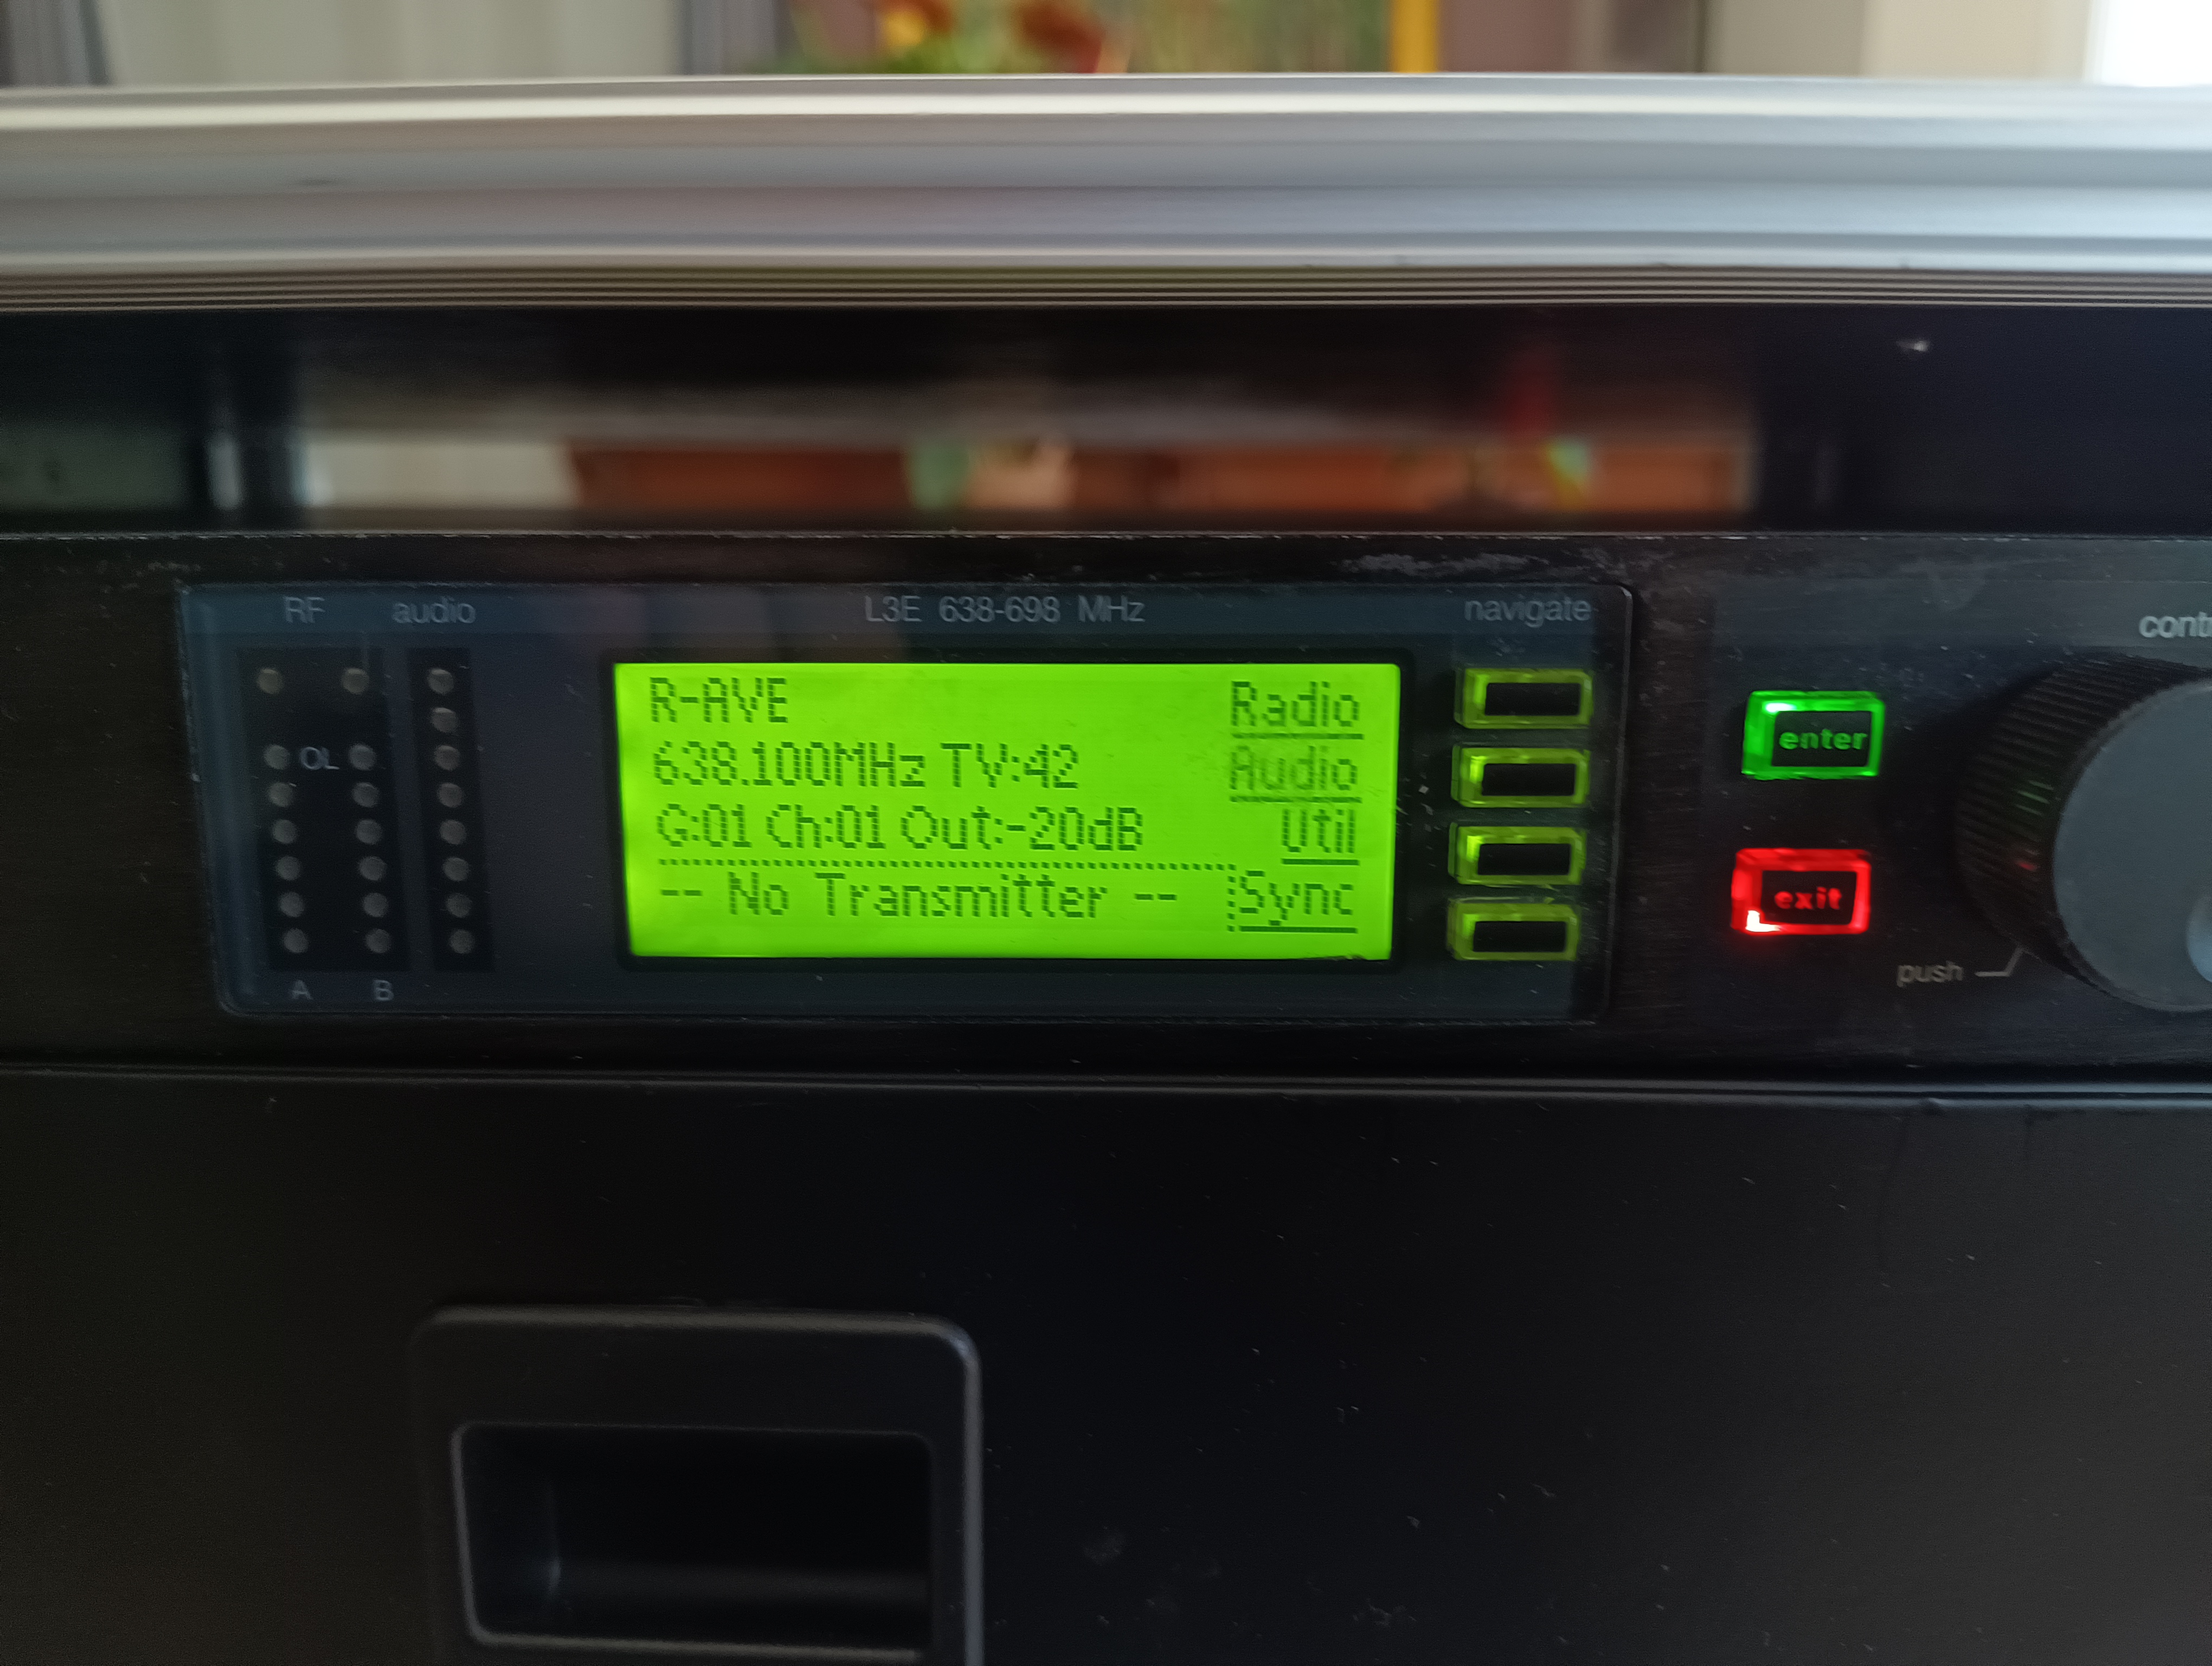 RF audio L3E 638-698 MHz navigate
R-AVE Radio
638.100MHz TV:42 Audio
G:01 Ch:01 Out:-20dB Util
-- No Transmitter -- Sync
OL
A B
enter
exit
push